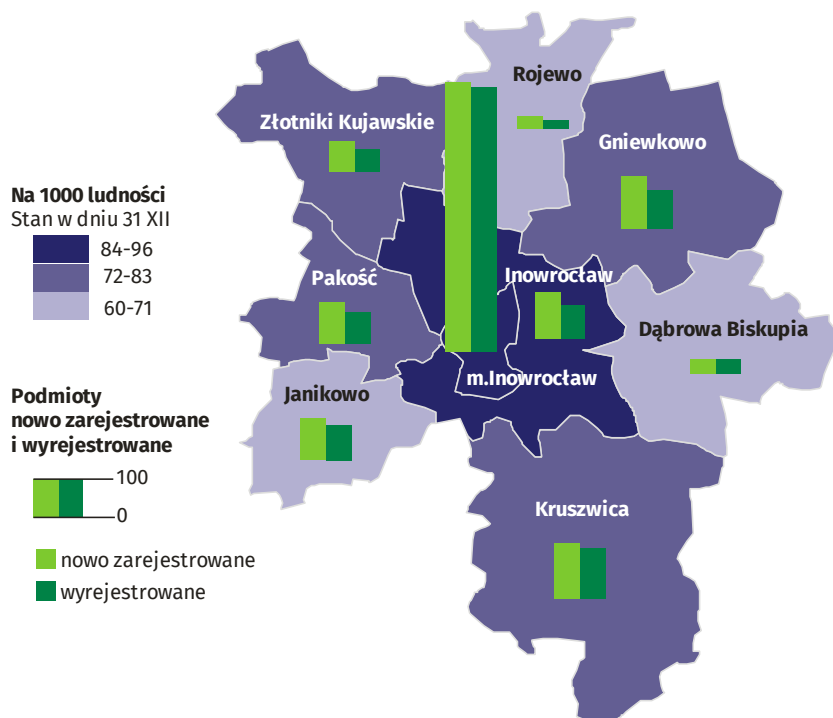 Rojewo
Złotniki Kujawskie
Gniewkowo
Na 1000 ludności
Stan w dniu 31 XII
84-96
72-83
60-71
Pakość
Inowrocław
Dąbrowa Biskupia
m.Inowrocław
Janikowo
Podmioty
nowo zarejestrowane
i wyrejestrowane
100
0
Kruszwica
nowo zarejestrowane
wyrejestrowane